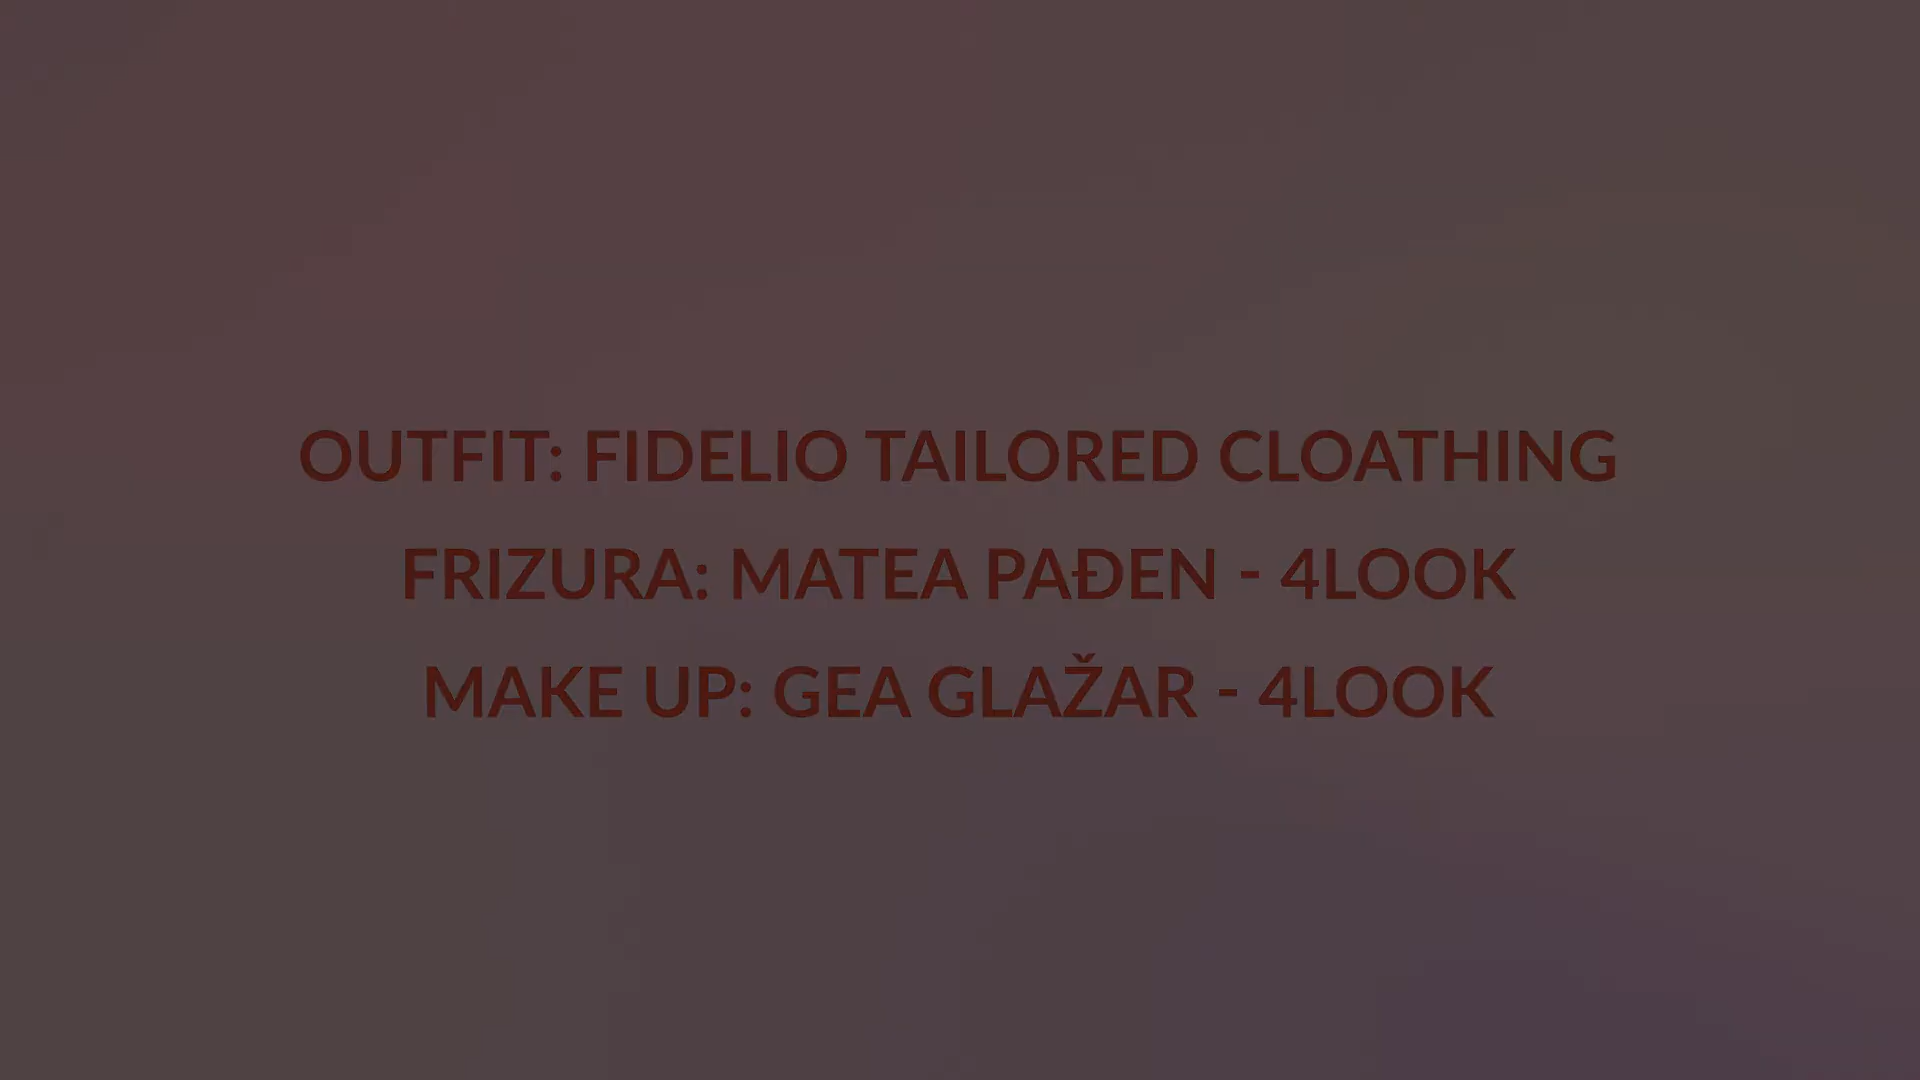 OUTFIT: FIDELIO TAILORED CLOATHING
FRIZURA: MATEA PAĐEN - 4LOOK
MAKE UP: GEA GLAŽAR - 4LOOK